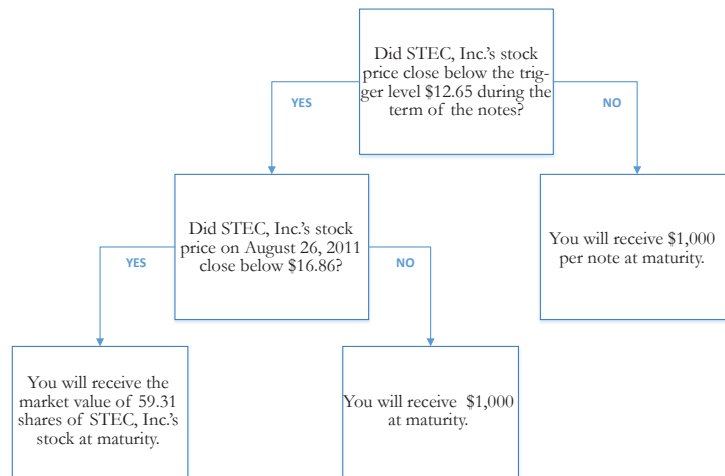 Did STEC, Inc.'s stock
price close below the trig-
ger level $12.65 during the
term of the notes?
YES
NO
Did STEC, Inc.'s stock
price on August 26, 2011
close below $16.86?
You will receive $1,000
per note at maturity.
YES
NO
You will receive the
market value of 59.31
shares of STEC, Inc.'s
stock at maturity.
You will receive $1,000
at maturity.